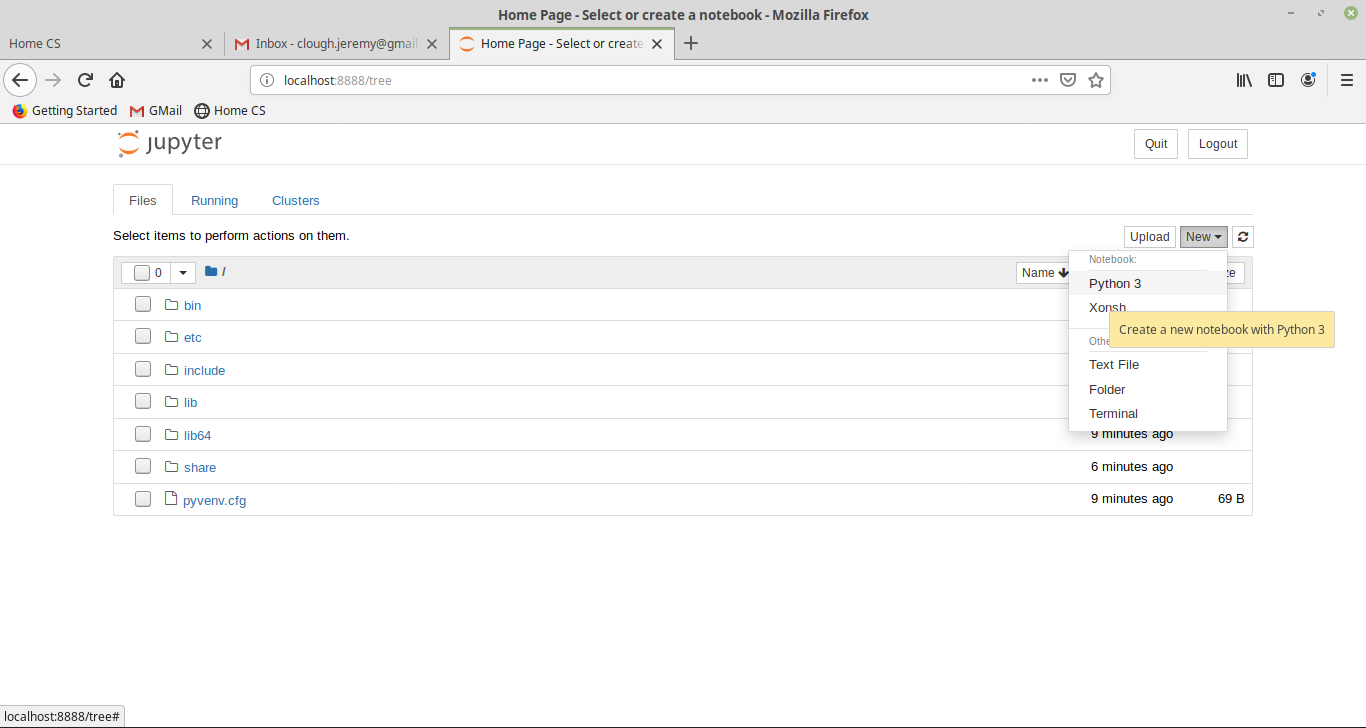 Home Page - Select or create a notebook - Mozilla Firefox
Home CS
Inbox - clough.jeremy@gmail
Home Page - Select or create
localhost:8888/tree
Getting Started
GMail
Home CS
jupyter
Quit
Logout
Files
Running
Clusters
Select items to perform actions on them.
Upload
New
0
/
Name
ze
Notebook:
Python 3
Xonsh
Create a new notebook with Python 3
Othe
Text File
Folder
Terminal
bin
etc
include
lib
lib64
9 minutes ago
share
6 minutes ago
pyvenv.cfg
9 minutes ago
69 B
localhost:8888/tree#